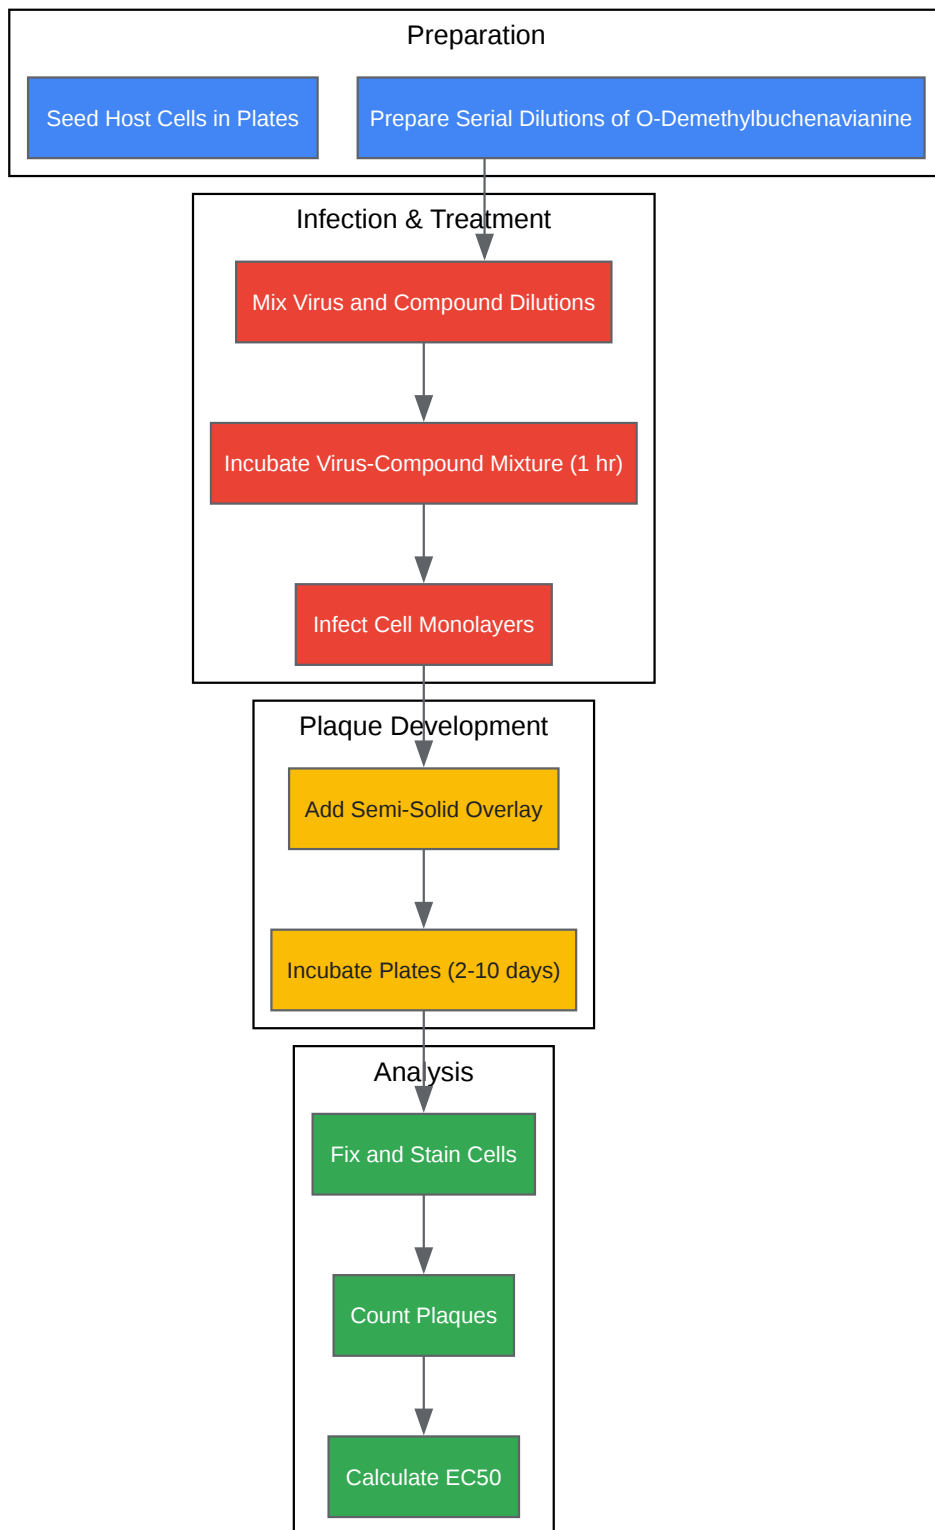 Preparation
Seed Host Cells in Plates
Prepare Serial Dilutions of O-Demethylbuchenavianine
Infection & Treatment
Mix Virus and Compound Dilutions
Incubate Virus-Compound Mixture (1 hr)
Infect Cell Monolayers
Plaque Development
Add Semi-Solid Overlay
Incubate Plates (2-10 days)
Analysis
Fix and Stain Cells
Count Plaques
Calculate EC50